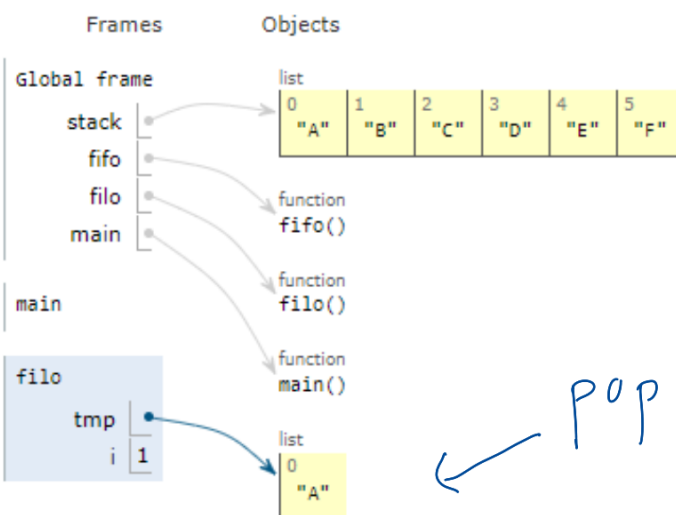 Frames Objects
Global frame
list
0 1 2 3 4 5
stack "A" "B" "C" "D" "E" "F"
fifo
filo
main
function
fifo()
function
filo()
function
main()
main
filo
tmp
i 1
list
0
"A"
pop